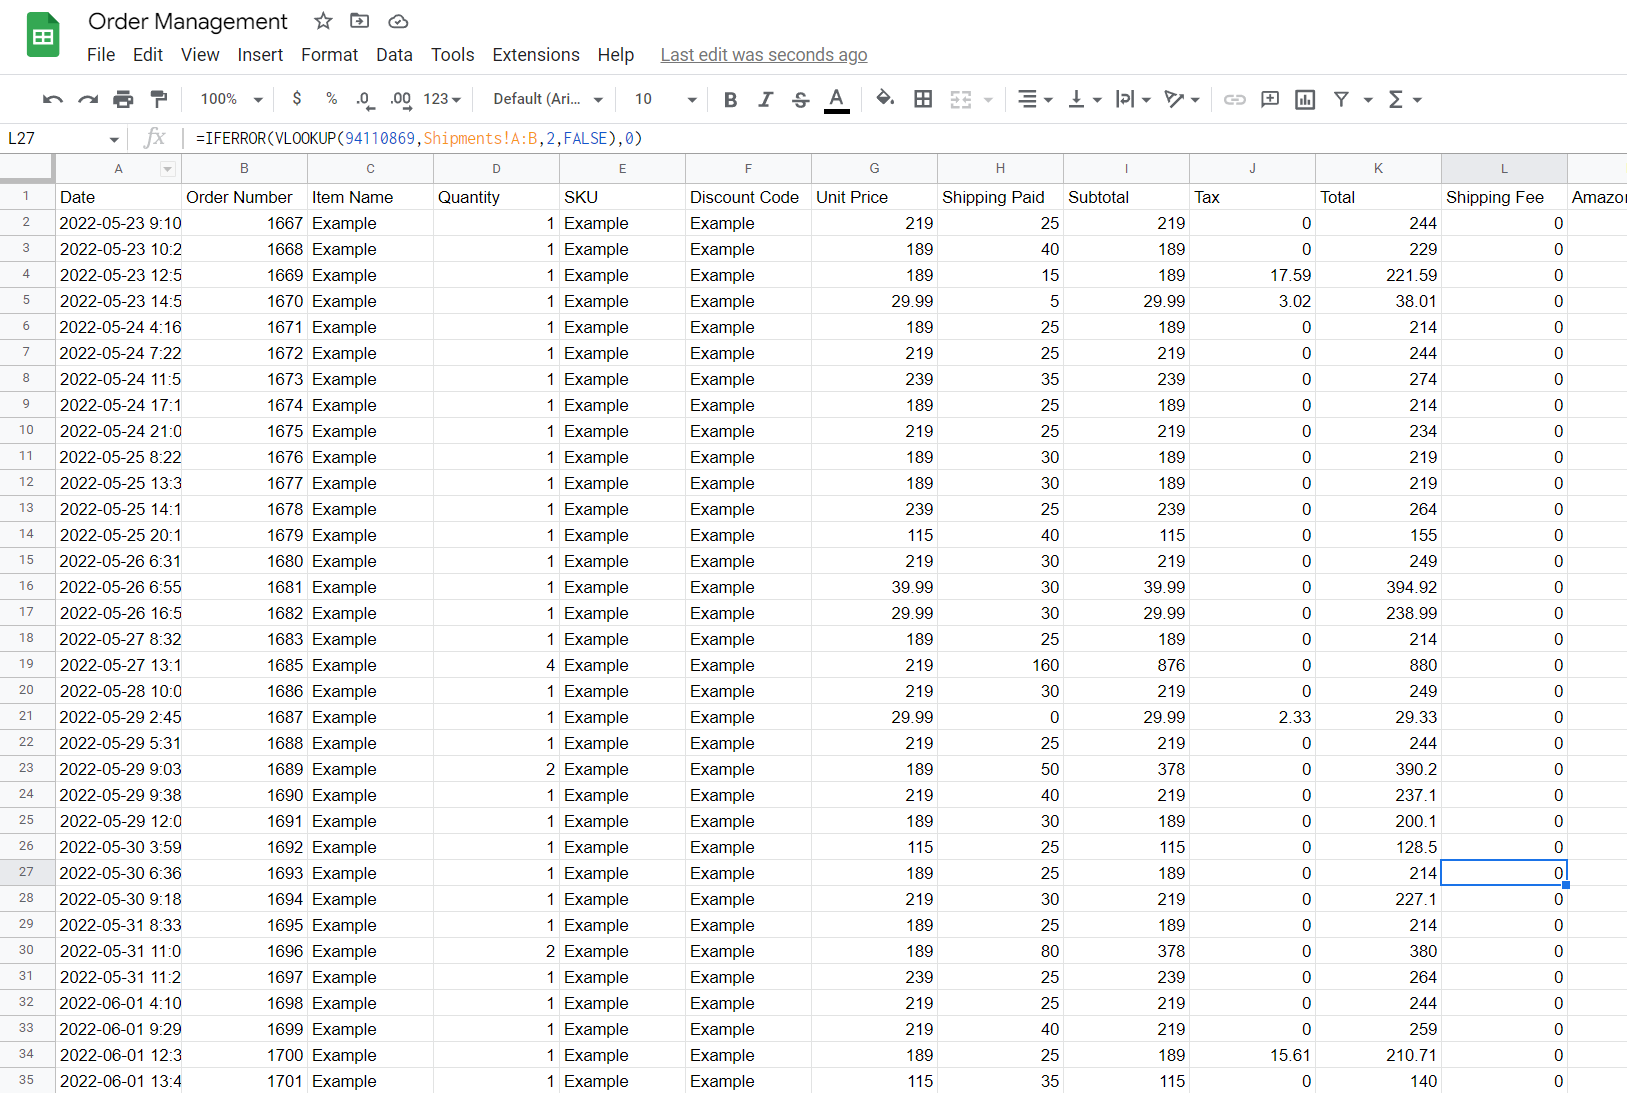 Order Management
File Edit View Insert Format Data Tools Extensions Help Last edit was seconds ago
100% $ % .0 .00 123 Default (Ari... 10 B I S A Σ
L27 fx =IFERROR(VLOOKUP(94110869,Shipments!A:B,2,FALSE),0)
A B C D E F G H I J K L
1 Date Order Number Item Name Quantity SKU Discount Code Unit Price Shipping Paid Subtotal Tax Total Shipping Fee Amazo
2 2022-05-23 9:10 1667 Example 1 Example Example 219 25 219 0 244 0
3 2022-05-23 10:2 1668 Example 1 Example Example 189 40 189 0 229 0
4 2022-05-23 12:5 1669 Example 1 Example Example 189 15 189 17.59 221.59 0
5 2022-05-23 14:5 1670 Example 1 Example Example 29.99 5 29.99 3.02 38.01 0
6 2022-05-24 4:16 1671 Example 1 Example Example 189 25 189 0 214 0
7 2022-05-24 7:22 1672 Example 1 Example Example 219 25 219 0 244 0
8 2022-05-24 11:5 1673 Example 1 Example Example 239 35 239 0 274 0
9 2022-05-24 17:1 1674 Example 1 Example Example 189 25 189 0 214 0
10 2022-05-24 21:0 1675 Example 1 Example Example 219 25 219 0 234 0
11 2022-05-25 8:22 1676 Example 1 Example Example 189 30 189 0 219 0
12 2022-05-25 13:3 1677 Example 1 Example Example 189 30 189 0 219 0
13 2022-05-25 14:1 1678 Example 1 Example Example 239 25 239 0 264 0
14 2022-05-25 20:1 1679 Example 1 Example Example 115 40 115 0 155 0
15 2022-05-26 6:31 1680 Example 1 Example Example 219 30 219 0 249 0
16 2022-05-26 6:55 1681 Example 1 Example Example 39.99 30 39.99 0 394.92 0
17 2022-05-26 16:5 1682 Example 1 Example Example 29.99 30 29.99 0 238.99 0
18 2022-05-27 8:32 1683 Example 1 Example Example 189 25 189 0 214 0
19 2022-05-27 13:1 1685 Example 4 Example Example 219 160 876 0 880 0
20 2022-05-28 10:0 1686 Example 1 Example Example 219 30 219 0 249 0
21 2022-05-29 2:45 1687 Example 1 Example Example 29.99 0 29.99 2.33 29.33 0
22 2022-05-29 5:31 1688 Example 1 Example Example 219 25 219 0 244 0
23 2022-05-29 9:03 1689 Example 2 Example Example 189 50 378 0 390.2 0
24 2022-05-29 9:38 1690 Example 1 Example Example 219 40 219 0 237.1 0
25 2022-05-29 12:0 1691 Example 1 Example Example 189 30 189 0 200.1 0
26 2022-05-30 3:59 1692 Example 1 Example Example 115 25 115 0 128.5 0
27 2022-05-30 6:36 1693 Example 1 Example Example 189 25 189 0 214 0
28 2022-05-30 9:18 1694 Example 1 Example Example 219 30 219 0 227.1 0
29 2022-05-31 8:33 1695 Example 1 Example Example 189 25 189 0 214 0
30 2022-05-31 11:0 1696 Example 2 Example Example 189 80 378 0 380 0
31 2022-05-31 11:2 1697 Example 1 Example Example 239 25 239 0 264 0
32 2022-06-01 4:10 1698 Example 1 Example Example 219 25 219 0 244 0
33 2022-06-01 9:29 1699 Example 1 Example Example 219 40 219 0 259 0
34 2022-06-01 12:3 1700 Example 1 Example Example 189 25 189 15.61 210.71 0
35 2022-06-01 13:4 1701 Example 1 Example Example 115 35 115 0 140 0